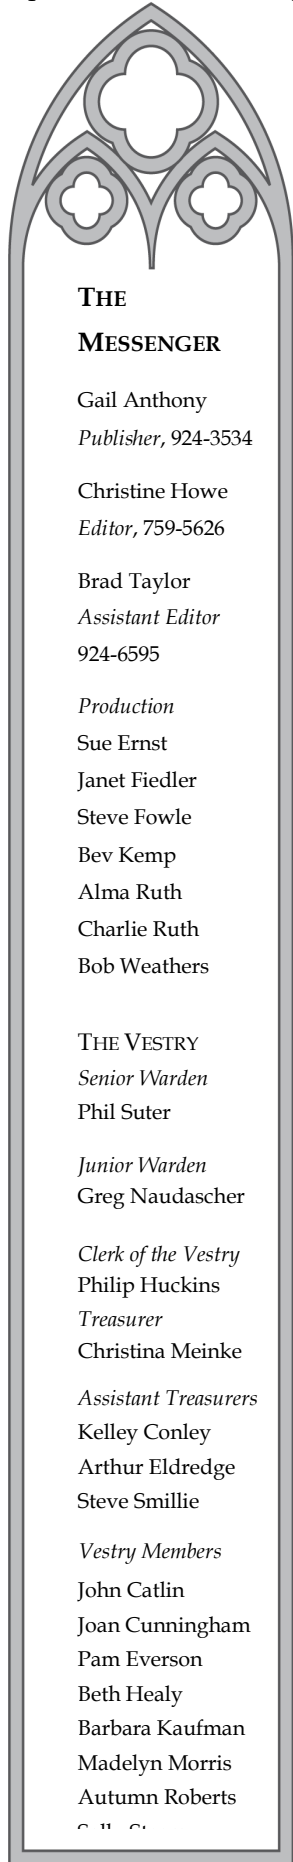 THE
MESSENGER
Gail Anthony
Publisher, 924-3534
Christine Howe
Editor, 759-5626
Brad Taylor
Assistant Editor
924-6595
Production
Sue Ernst
Janet Fiedler
Steve Fowle
Bev Kemp
Alma Ruth
Charlie Ruth
Bob Weathers
THE VESTRY
Senior Warden
Phil Suter
Junior Warden
Greg Naudascher
Clerk of the Vestry
Philip Huckins
Treasurer
Christina Meinke
Assistant Treasurers
Kelley Conley
Arthur Eldredge
Steve Smillie
Vestry Members
John Catlin
Joan Cunningham
Pam Everson
Beth Healy
Barbara Kaufman
Madelyn Morris
Autumn Roberts